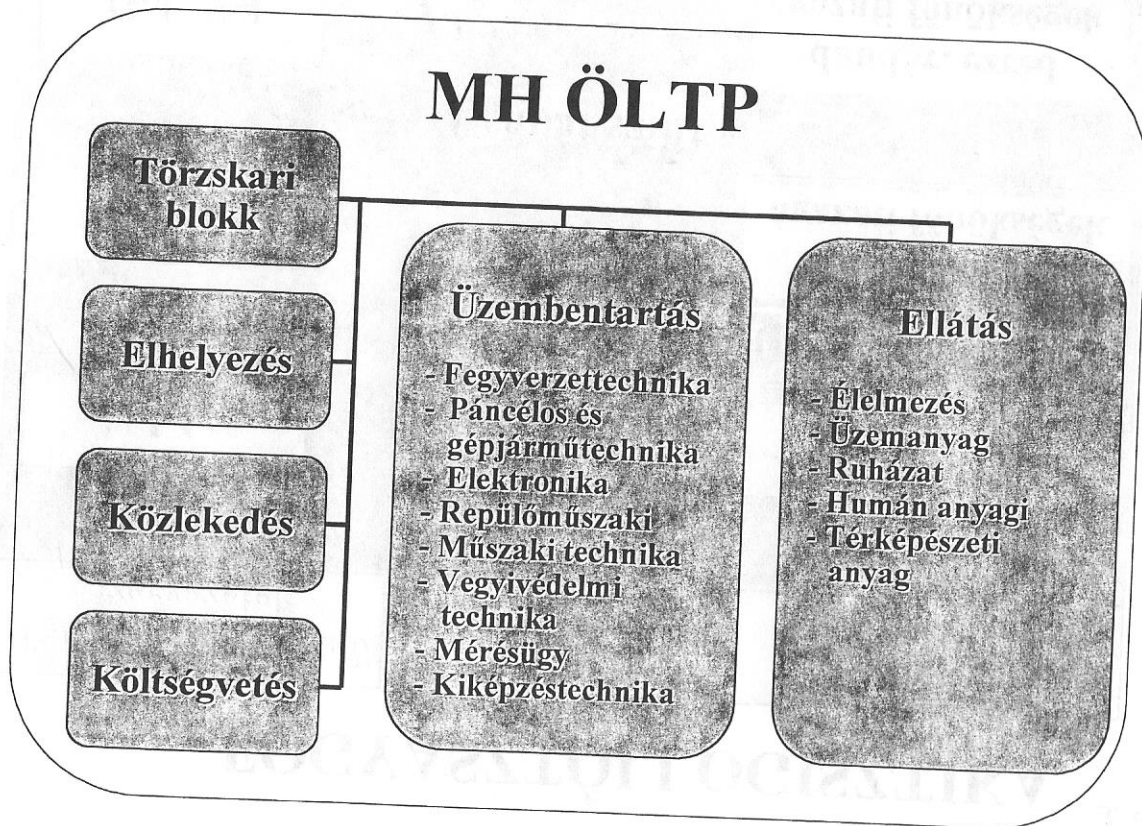 MH ÖLTP
Törzskari
blokk
Elhelyezés
Közlekedés
Költségvetés
Üzembentartás
- Fegyverzettechnika
- Páncélos és
gépjárműtechnika
- Elektronika
- Repülőműszaki
- Műszaki technika
- Vegyivédelmi
technika
- Mérésügy
- Kiképzéstechnika
Ellátás
- Élelmezés
- Üzemanyag
- Ruházat
- Humán anyagi
- Térképészeti
anyag